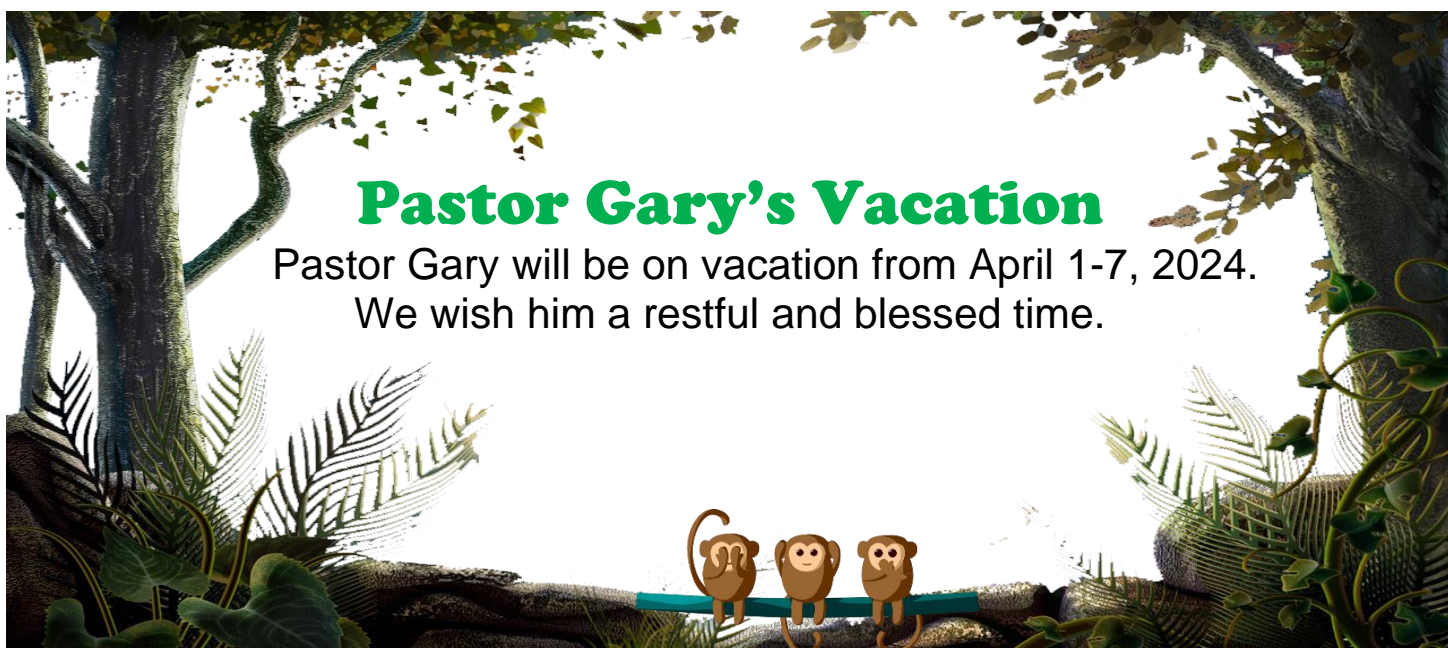 Pastor Gary’s Vacation
Pastor Gary will be on vacation from April 1-7, 2024.
We wish him a restful and blessed time.